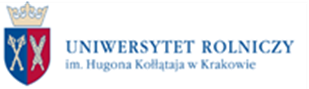 UNIWERSYTET ROLNICZY
im. Hugona Kołłątaja w Krakowie